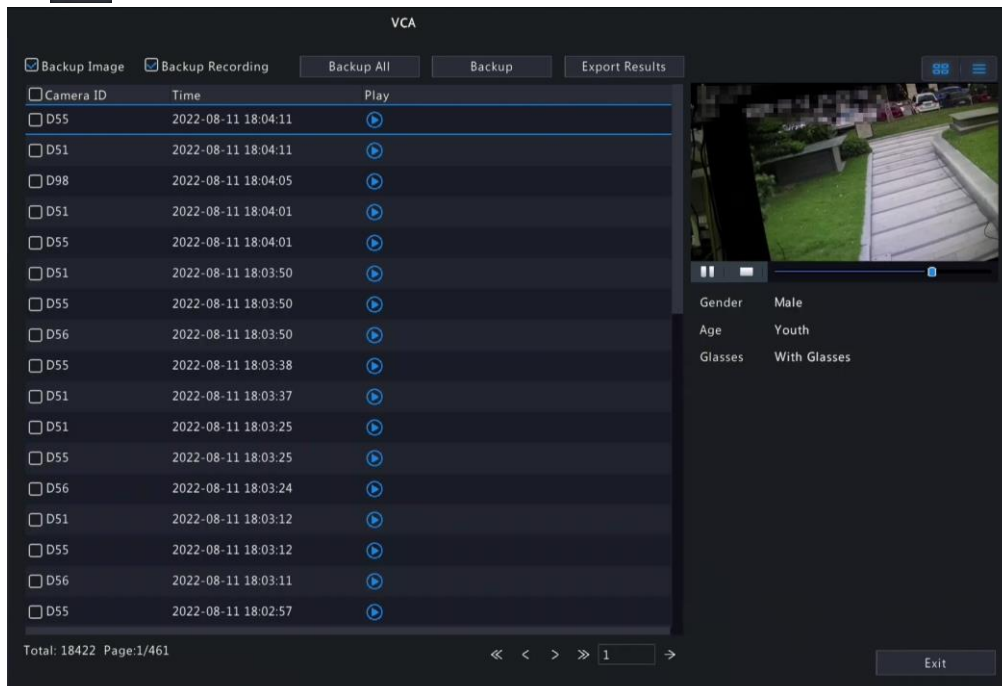 VCA
Backup Image Backup Recording Backup All Backup Export Results
Camera ID Time Play
D55 2022-08-11 18:04:11
D51 2022-08-11 18:04:11
D98 2022-08-11 18:04:05
D51 2022-08-11 18:04:01
D55 2022-08-11 18:04:01
D51 2022-08-11 18:03:50
D55 2022-08-11 18:03:50
D56 2022-08-11 18:03:50
D55 2022-08-11 18:03:38
D51 2022-08-11 18:03:37
D51 2022-08-11 18:03:25
D55 2022-08-11 18:03:25
D56 2022-08-11 18:03:24
D51 2022-08-11 18:03:12
D55 2022-08-11 18:03:12
D56 2022-08-11 18:03:11
D55 2022-08-11 18:02:57
Gender Male
Age Youth
Glasses With Glasses
Total: 18422 Page:1/461
1
Exit